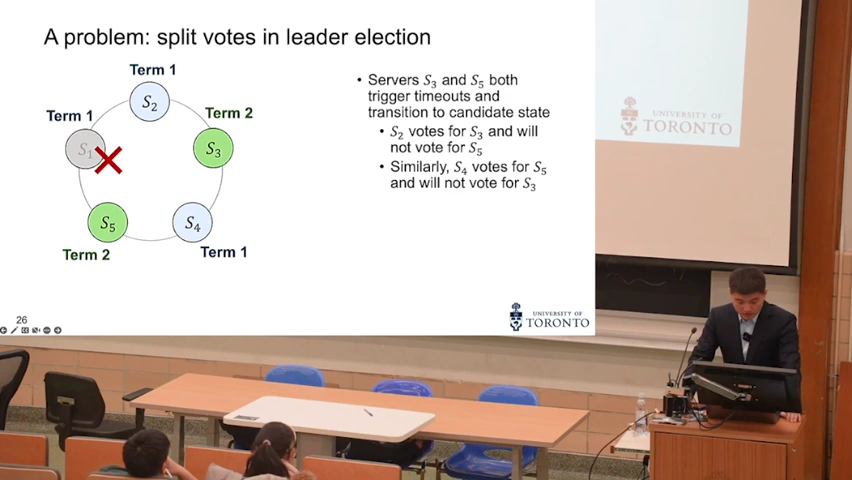 A problem: split votes in leader election
Term 1
S2
Term 1
Term 2
S1
S3
S5
S4
Term 2
Term 1
• Servers S3 and S5 both
trigger timeouts and
transition to candidate state
• S2 votes for S3 and will
not vote for S5
• Similarly, S4 votes for S5
and will not vote for S3
26
UNIVERSITY OF
TORONTO
UNIVERSITY OF
TORONTO